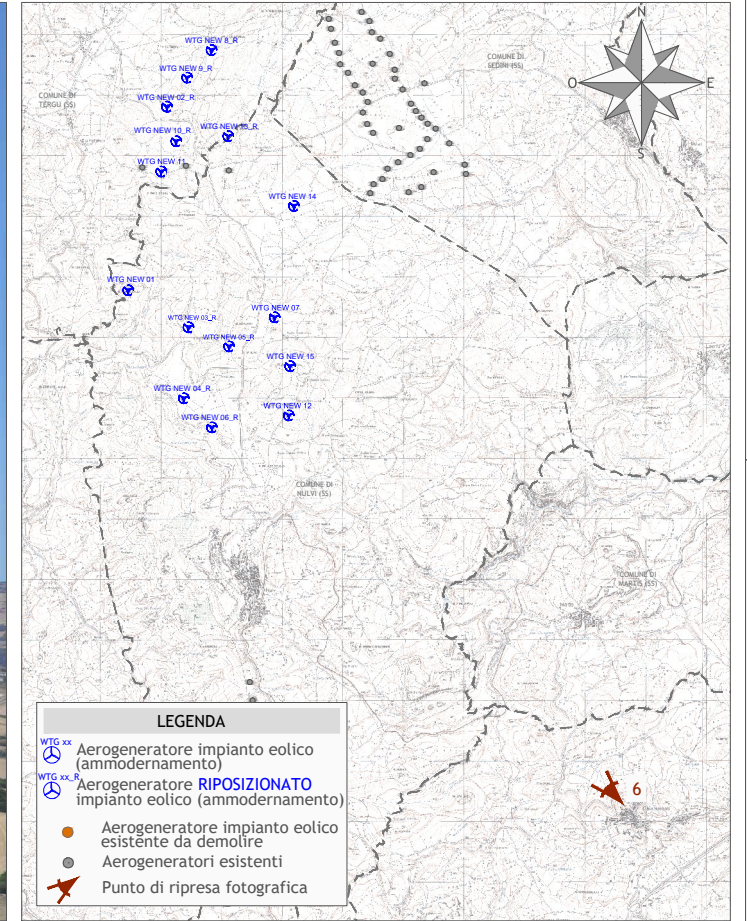 N
WTG NEW 8_R
COMUNE DI
SEDINI (SS)
WTG NEW 9_R
O
E
COMUNE DI
TERGU (SS)
WTG NEW 02_R
WTG NEW 10_R
S
WTG NEW 11
WTG NEW 14
WTG NEW 01
WTG NEW 03_R
WTG NEW 07
WTG NEW 05_R
WTG NEW 15
WTG NEW 04_R
WTG NEW 12
WTG NEW 06_R
COMUNE DI
NULVI (SS)
COMUNE DI
MARTIS (SS)
6
LEGENDA
WTG xx
Aerogeneratore impianto eolico
(ammodernamento)
WTG xx_R
Aerogeneratore RIPOSIZIONATO
impianto eolico (ammodernamento)
Aerogeneratore impianto eolico
esistente da demolire
Aerogeneratori esistenti
Punto di ripresa fotografica